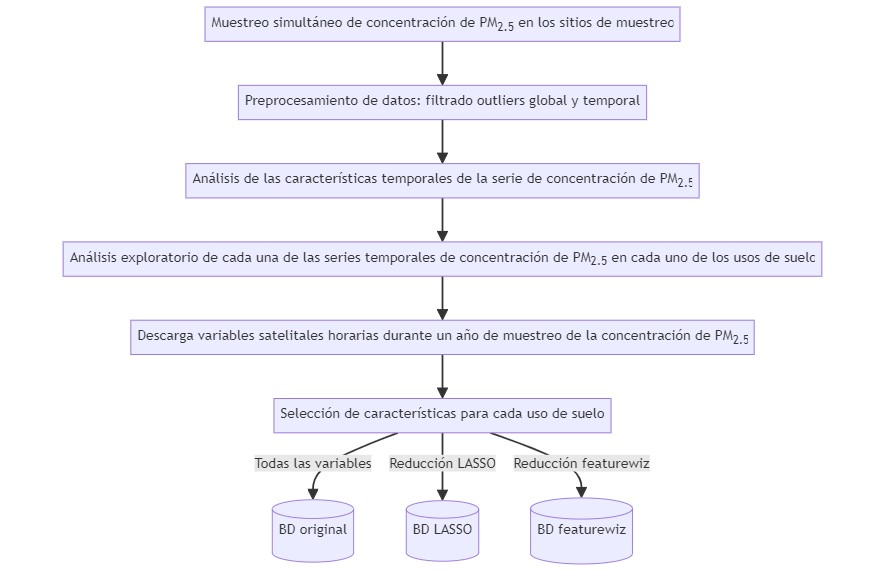 Muestreo simultáneo de concentración de PM2.5 en los sitios de muestreo
Preprocesamiento de datos: filtrado outliers global y temporal
Análisis de las características temporales de la serie de concentración de PM2.5
Análisis exploratorio de cada una de las series temporales de concentración de PM2.5 en cada uno de los usos de suelo
Descarga variables satelitales horarias durante un año de muestreo de la concentración de PM2.5
Selección de características para cada uso de suelo
Todas las variables
Reducción LASSO
Reducción featurewiz
BD original
BD LASSO
BD featurewiz